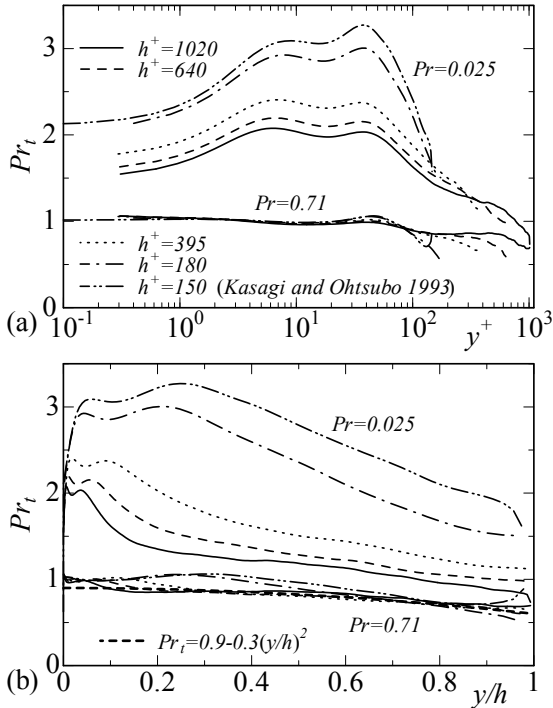 3
h⁺=1020
h⁺=640
Pr=0.025
2
Prₜ
Pr=0.71
1
h⁺=395
h⁺=180
h⁺=150 (Kasagi and Ohtsubo 1993)
0
(a)
10⁻¹ 10⁰ 10¹ 10² 10³
y⁺
3
Pr=0.025
2
Prₜ
1
Pr=0.71
Prₜ=0.9-0.3(y/h)²
0
(b)
0 0.2 0.4 0.6 0.8 1
y/h